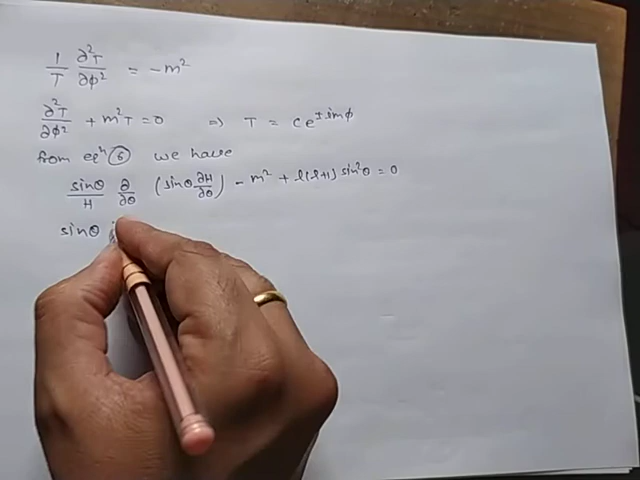 1/T ∂²T/∂φ² = -m²
∂²T/∂φ² + m²T = 0 ⇒ T = ce^±imφ
from eqⁿ (6) we have
sinθ/H ∂/∂θ (sinθ ∂H/∂θ) - m² + l(l+1) sin²θ = 0
sinθ